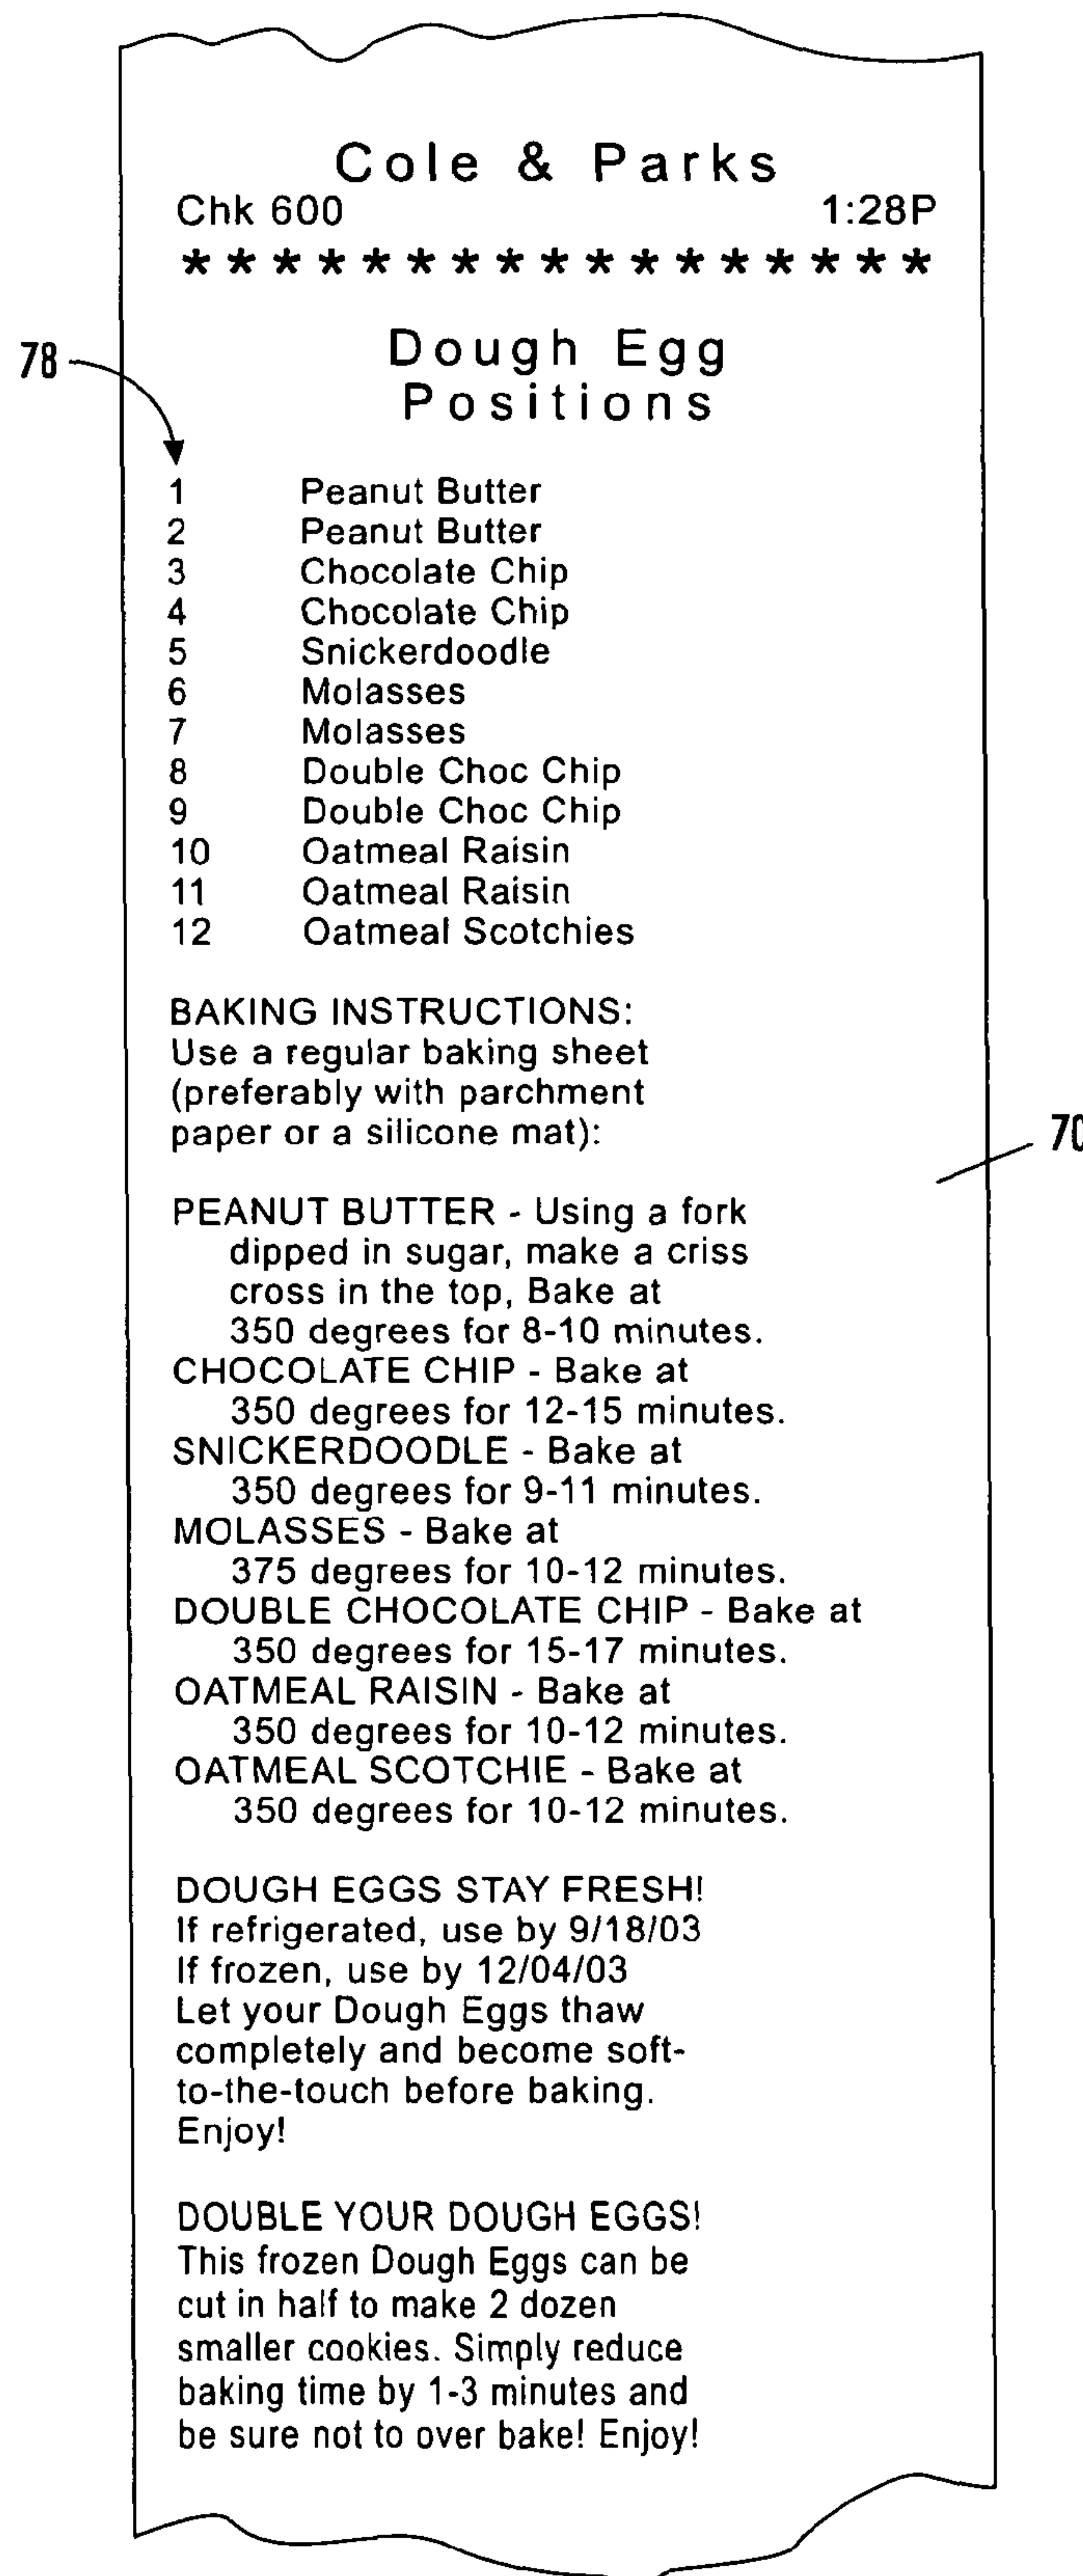 Cole & Parks
Chk 600 1:28P
* * * * * * * * * * * * * * * * *
78
Dough Egg
Positions
1 Peanut Butter
2 Peanut Butter
3 Chocolate Chip
4 Chocolate Chip
5 Snickerdoodle
6 Molasses
7 Molasses
8 Double Choc Chip
9 Double Choc Chip
10 Oatmeal Raisin
11 Oatmeal Raisin
12 Oatmeal Scotchies
BAKING INSTRUCTIONS:
Use a regular baking sheet
(preferably with parchment
paper or a silicone mat):
70
PEANUT BUTTER - Using a fork
dipped in sugar, make a criss
cross in the top, Bake at
350 degrees for 8-10 minutes.
CHOCOLATE CHIP - Bake at
350 degrees for 12-15 minutes.
SNICKERDOODLE - Bake at
350 degrees for 9-11 minutes.
MOLASSES - Bake at
375 degrees for 10-12 minutes.
DOUBLE CHOCOLATE CHIP - Bake at
350 degrees for 15-17 minutes.
OATMEAL RAISIN - Bake at
350 degrees for 10-12 minutes.
OATMEAL SCOTCHIE - Bake at
350 degrees for 10-12 minutes.
DOUGH EGGS STAY FRESH!
If refrigerated, use by 9/18/03
If frozen, use by 12/04/03
Let your Dough Eggs thaw
completely and become soft-
to-the-touch before baking.
Enjoy!
DOUBLE YOUR DOUGH EGGS!
This frozen Dough Eggs can be
cut in half to make 2 dozen
smaller cookies. Simply reduce
baking time by 1-3 minutes and
be sure not to over bake! Enjoy!